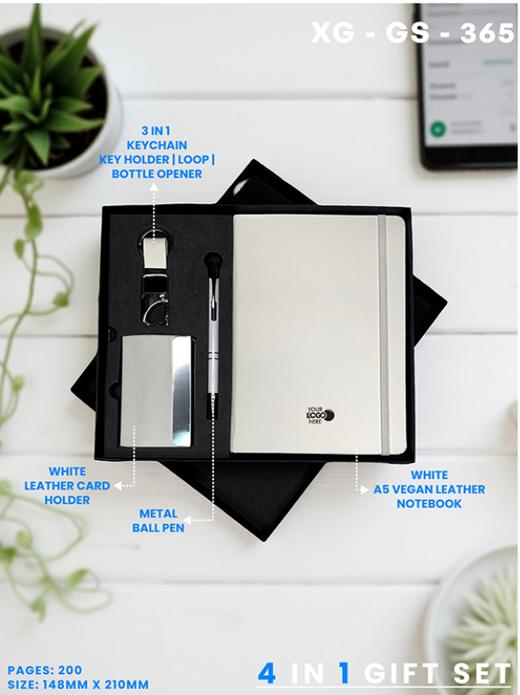 XG - GS - 365
3 IN 1
KEYCHAIN
KEY HOLDER | LOOP |
BOTTLE OPENER
YOUR
LOGO
HERE
WHITE
LEATHER CARD
HOLDER
METAL
BALL PEN
WHITE
A5 VEGAN LEATHER
NOTEBOOK
PAGES: 200
SIZE: 148MM X 210MM
4 IN 1 GIFT SET